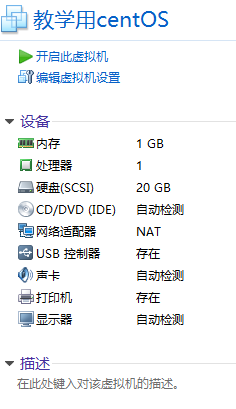 教学用centOS
开启此虚拟机
编辑虚拟机设置
设备
内存 1 GB
处理器 1
硬盘(SCSI) 20 GB
CD/DVD (IDE) 自动检测
网络适配器 NAT
USB 控制器 存在
声卡 自动检测
打印机 存在
显示器 自动检测
描述
在此处键入对该虚拟机的描述。